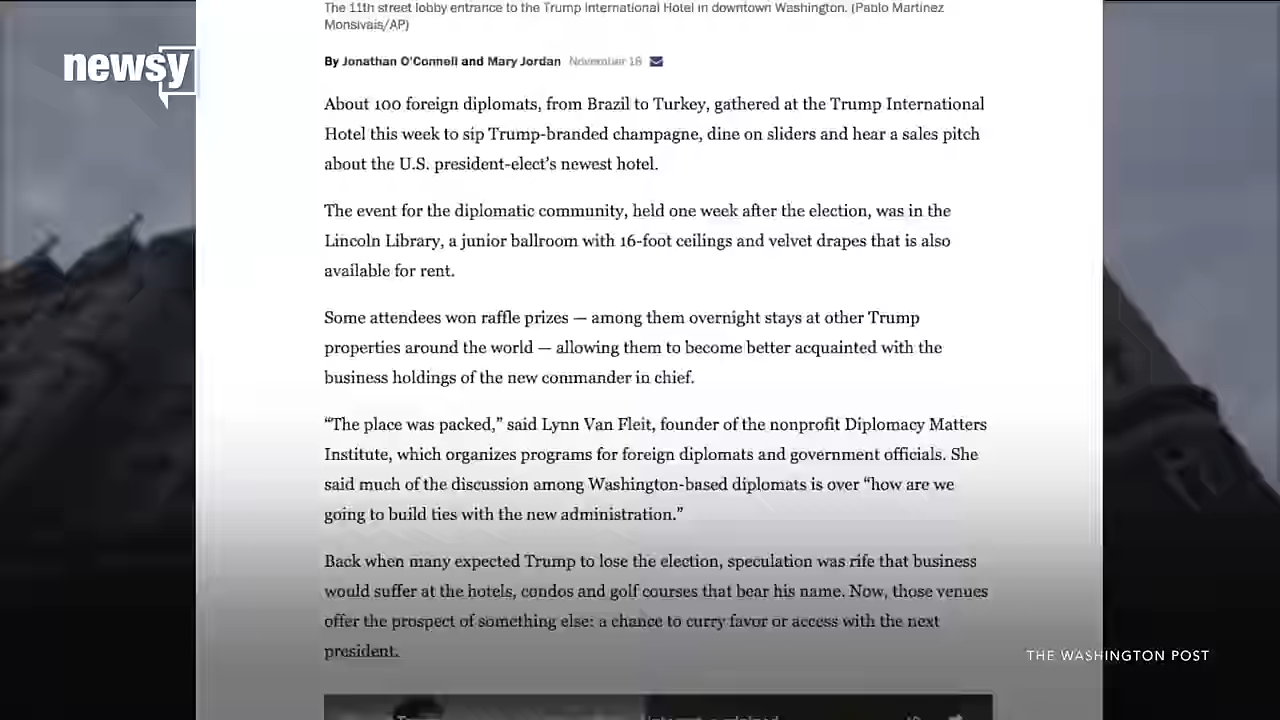 The 11th street lobby entrance to the Trump International Hotel in downtown Washington. (Pablo Martinez
Monsivais/AP)
newsy
By Jonathan O'Connell and Mary Jordan November 18
About 100 foreign diplomats, from Brazil to Turkey, gathered at the Trump International
Hotel this week to sip Trump-branded champagne, dine on sliders and hear a sales pitch
about the U.S. president-elect's newest hotel.
The event for the diplomatic community, held one week after the election, was in the
Lincoln Library, a junior ballroom with 16-foot ceilings and velvet drapes that is also
available for rent.
Some attendees won raffle prizes — among them overnight stays at other Trump
properties around the world — allowing them to become better acquainted with the
business holdings of the new commander in chief.
“The place was packed,” said Lynn Van Fleit, founder of the nonprofit Diplomacy Matters
Institute, which organizes programs for foreign diplomats and government officials. She
said much of the discussion among Washington-based diplomats is over “how are we
going to build ties with the new administration.”
Back when many expected Trump to lose the election, speculation was rife that business
would suffer at the hotels, condos and golf courses that bear his name. Now, those venues
offer the prospect of something else: a chance to curry favor or access with the next
president.
THE WASHINGTON POST